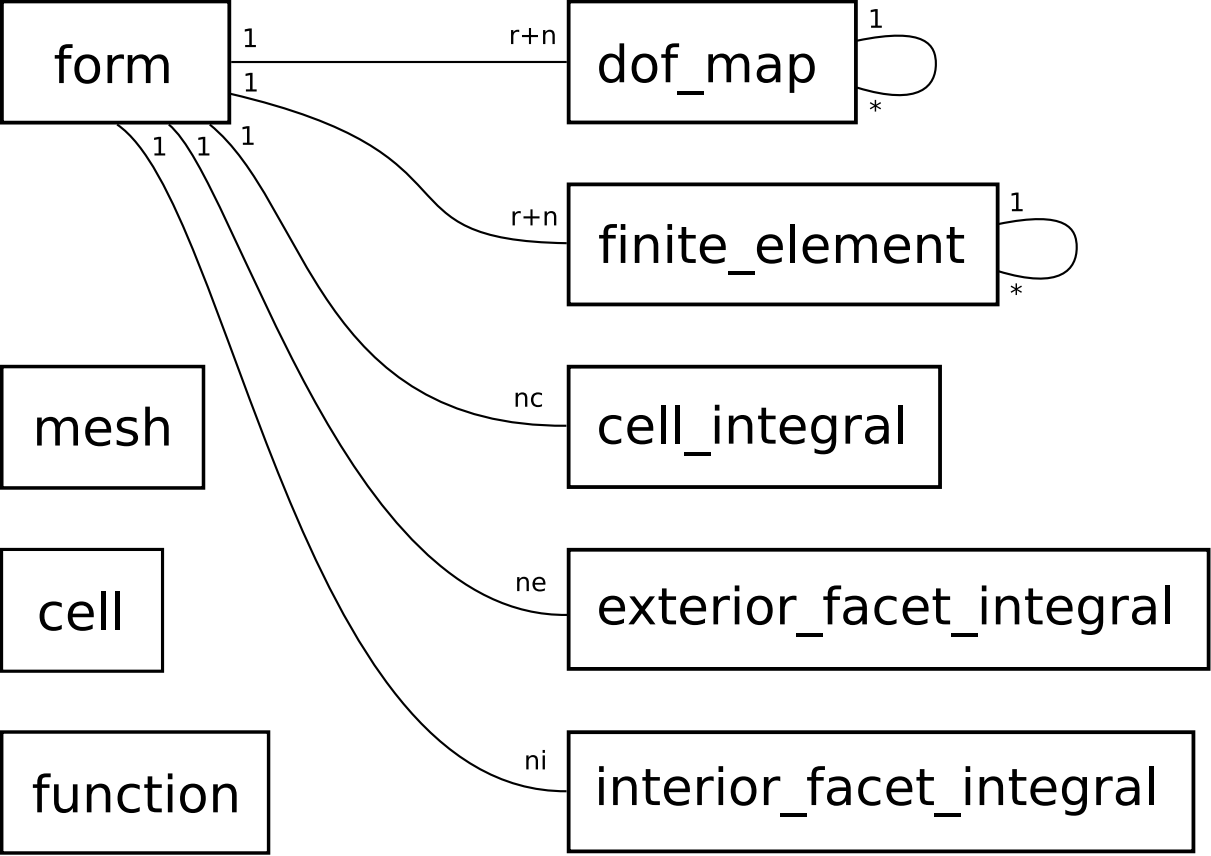 form
1
r+n
dof_map
1
*
1
1
1
1
r+n
finite_element
1
*
mesh
nc
cell_integral
cell
ne
exterior_facet_integral
function
ni
interior_facet_integral